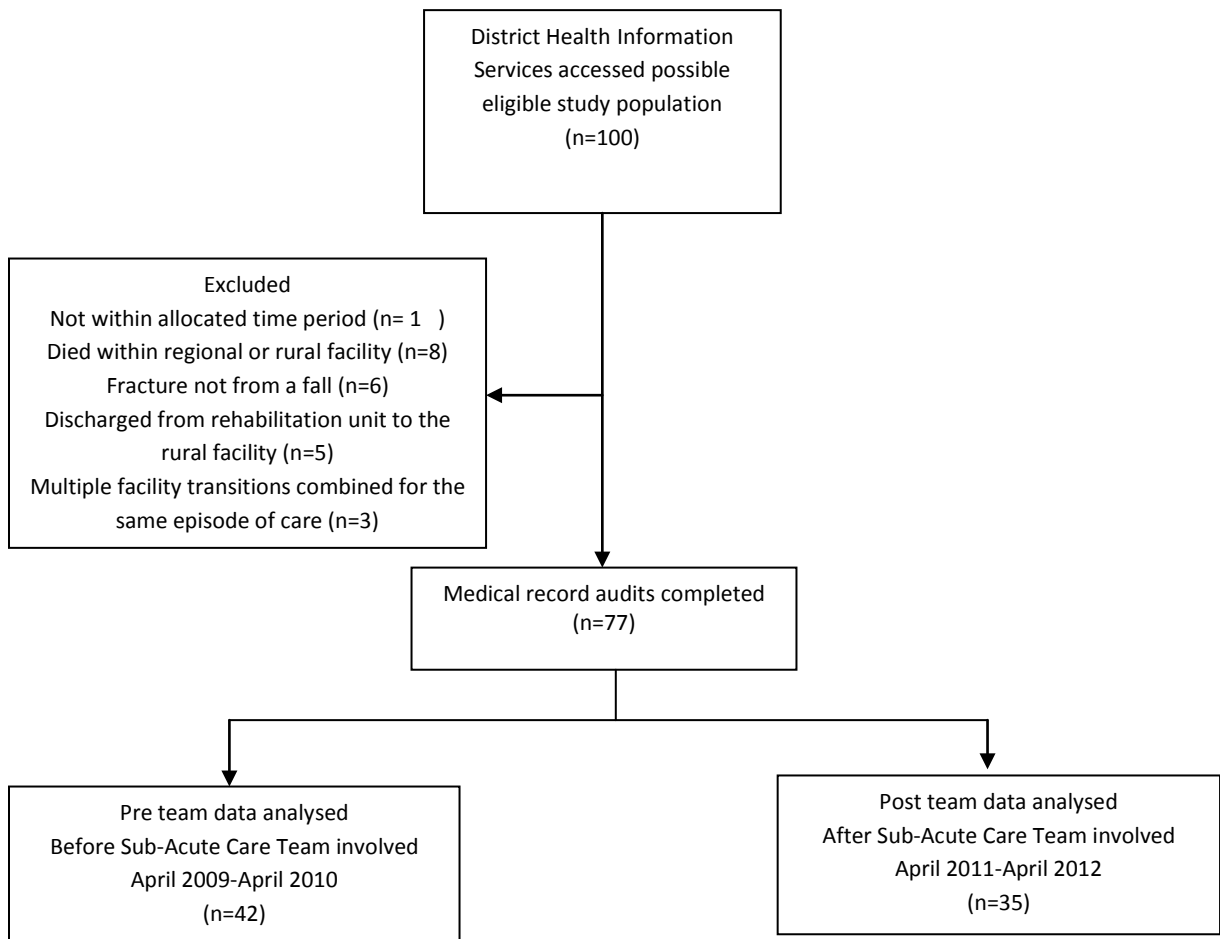 District Health Information
Services accessed possible
eligible study population
(n=100)
Excluded
Not within allocated time period (n= 1   )
Died within regional or rural facility (n=8)
Fracture not from a fall (n=6)
Discharged from rehabilitation unit to the
rural facility (n=5)
Multiple facility transitions combined for the
same episode of care (n=3)
Medical record audits completed
(n=77)
Pre team data analysed
Before Sub-Acute Care Team involved
April 2009-April 2010
(n=42)
Post team data analysed
After Sub-Acute Care Team involved
April 2011-April 2012
(n=35)